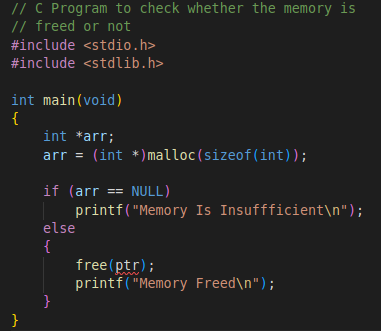 // C Program to check whether the memory is
// freed or not
#include <stdio.h>
#include <stdlib.h>
int main(void)
{
int *arr;
arr = (int *)malloc(sizeof(int));
if (arr == NULL)
printf("Memory Is Insuffficient\n");
else
{
free(ptr);
printf("Memory Freed\n");
}
}